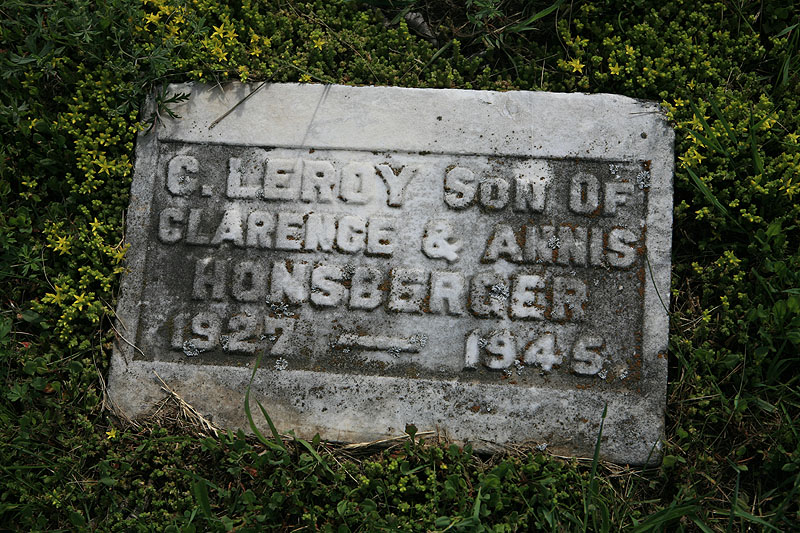 C. LEROY SON OF
CLARENCE & ANNIS
HONSBERGER
1927 — 1945